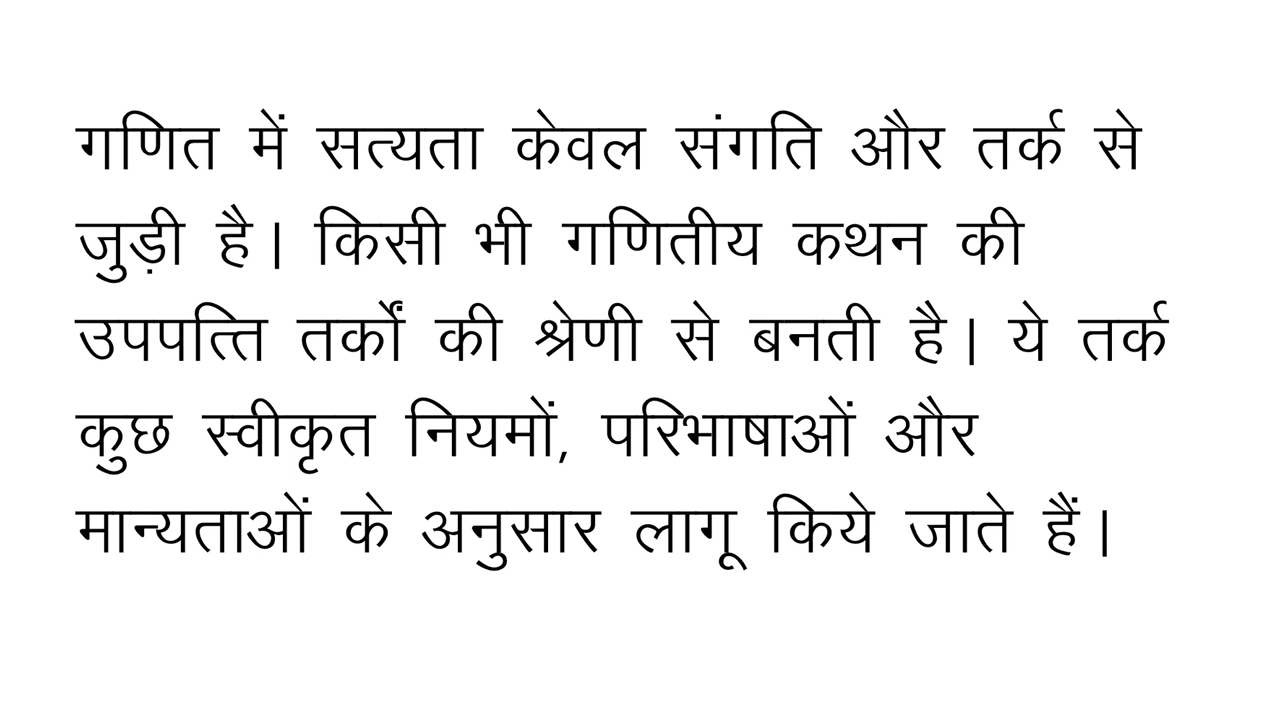 गणित में सत्यता केवल संगति और तर्क से
जुड़ी है। किसी भी गणितीय कथन की
उपपत्ति तर्कों की श्रेणी से बनती है। ये तर्क
कुछ स्वीकृत नियमों, परिभाषाओं और
मान्यताओं के अनुसार लागू किये जाते हैं।